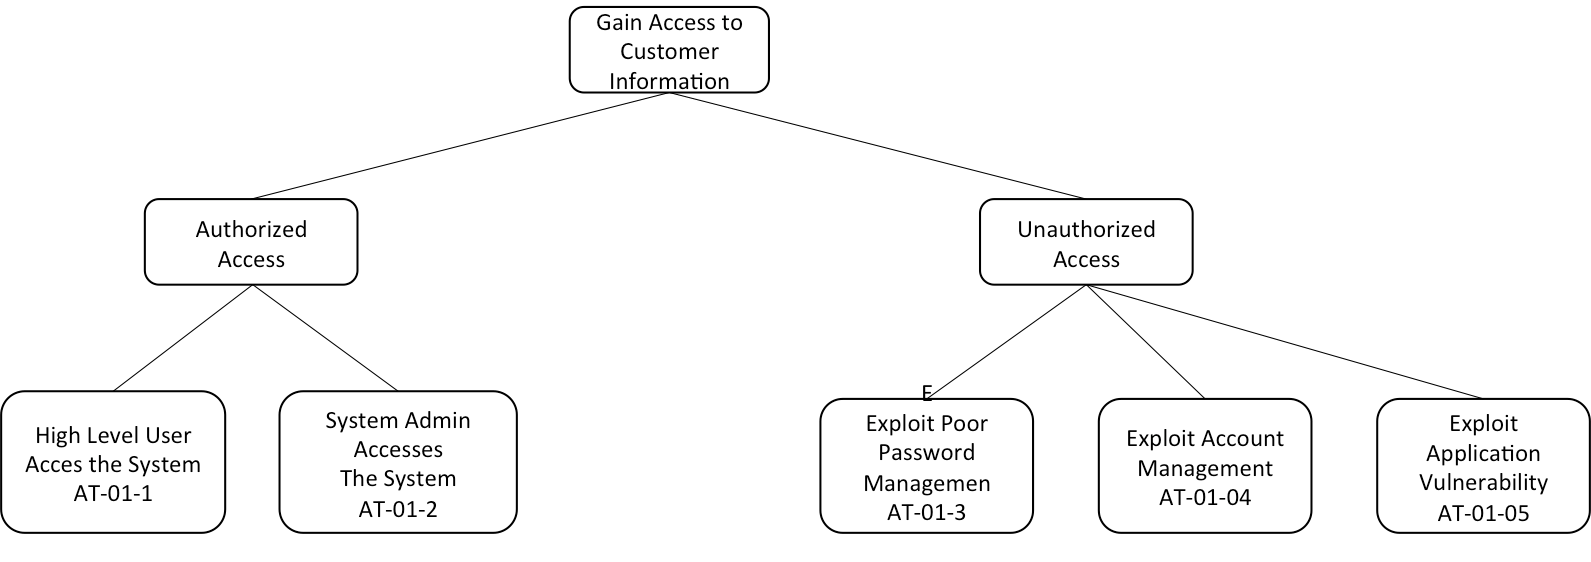 Gain Access to
Customer
Information
Authorized
Access
Unauthorized
Access
High Level User
Acces the System
AT-01-1
System Admin
Accesses
The System
AT-01-2
E
Exploit Poor
Password
Managemen
AT-01-3
Exploit Account
Management
AT-01-04
Exploit
Application
Vulnerability
AT-01-05